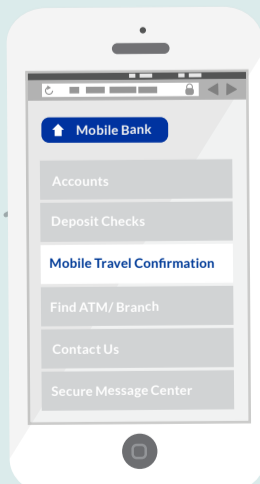 Mobile Bank
Accounts
Deposit Checks
Mobile Travel Confirmation
Find ATM/ Branch
Contact Us
Secure Message Center